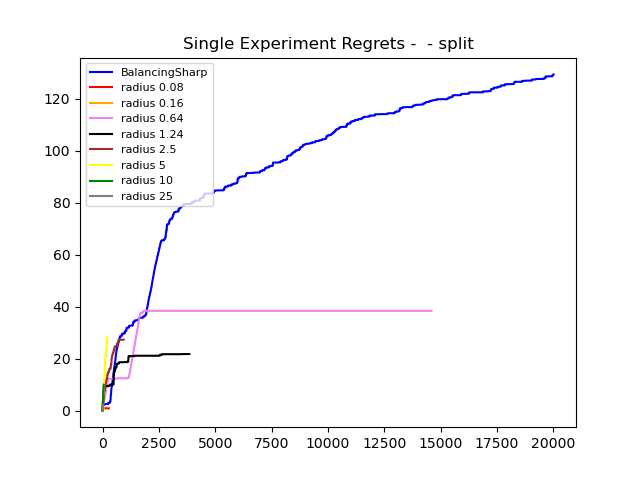 Single Experiment Regrets -  - split
BalancingSharp
radius 0.08
radius 0.16
radius 0.64
radius 1.24
radius 2.5
radius 5
radius 10
radius 25
120
100
80
60
40
20
0
0 2500 5000 7500 10000 12500 15000 17500 20000